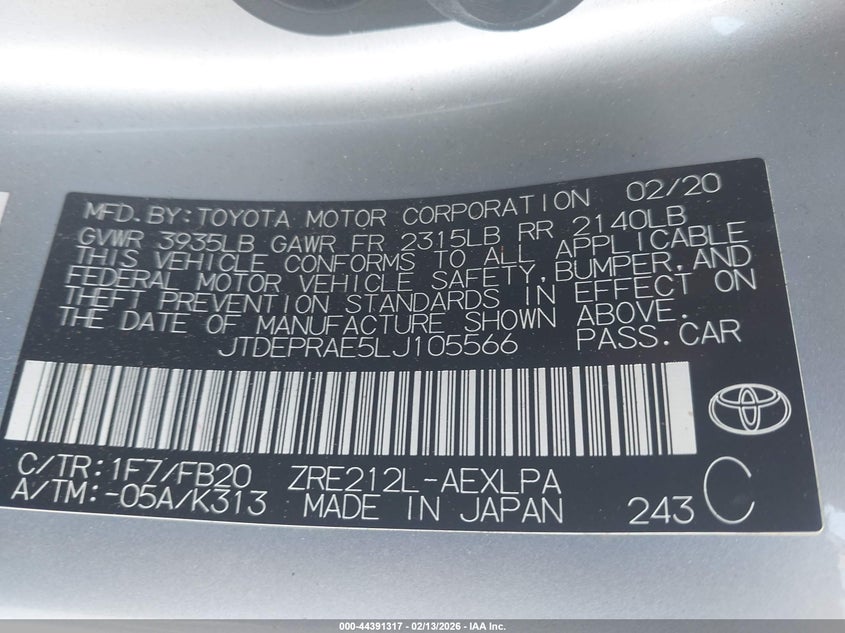 MFD.BY:TOYOTA MOTOR CORPORATION 02/20
GVWR 3935LB GAWR FR 2315LB RR 2140LB
THIS VEHICLE CONFORMS TO ALL APPLICABLE
FEDERAL MOTOR VEHICLE SAFETY,BUMPER,AND
THEFT PREVENTION STANDARDS IN EFFECT ON
THE DATE OF MANUFACTURE SHOWN ABOVE.
JTDEPRAE5LJ105566 PASS.CAR
C/TR:1F7/FB20 ZRE212L-AEXLPA
A/TM:-05A/K313 MADE IN JAPAN 243 C
000-44391317 - 02/13/2026 - IAA Inc.